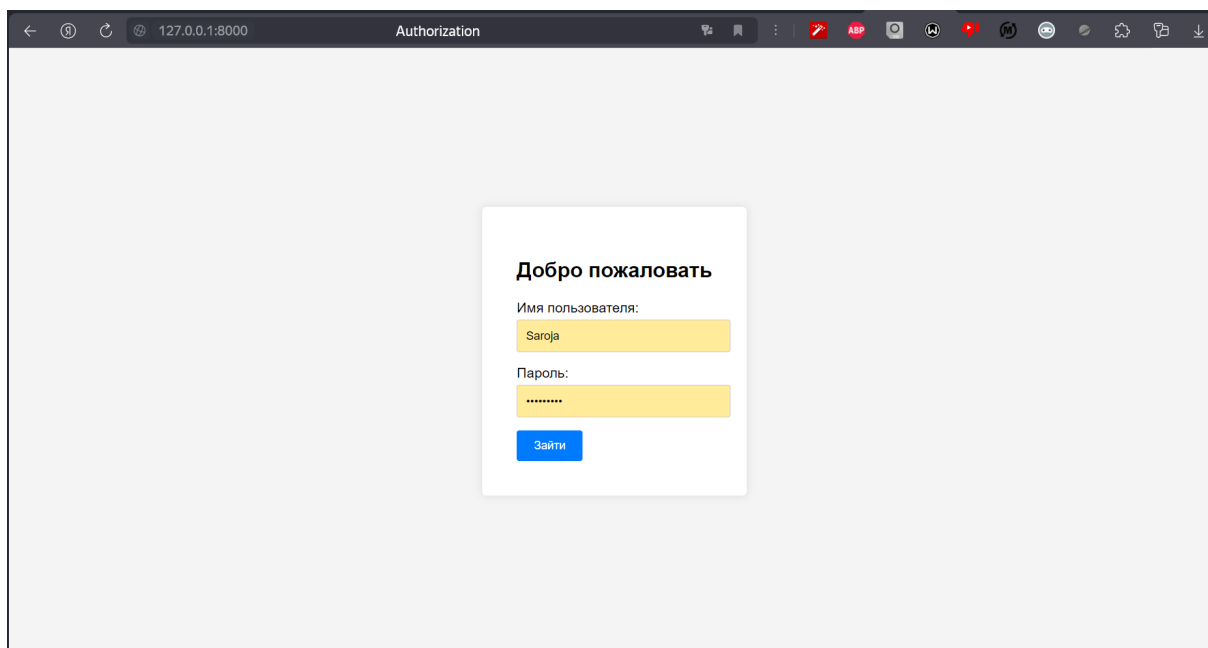 127.0.0.1:8000 Authorization
ABP
Добро пожаловать
Имя пользователя:
Saroja
Пароль:
•••••••••
Зайти